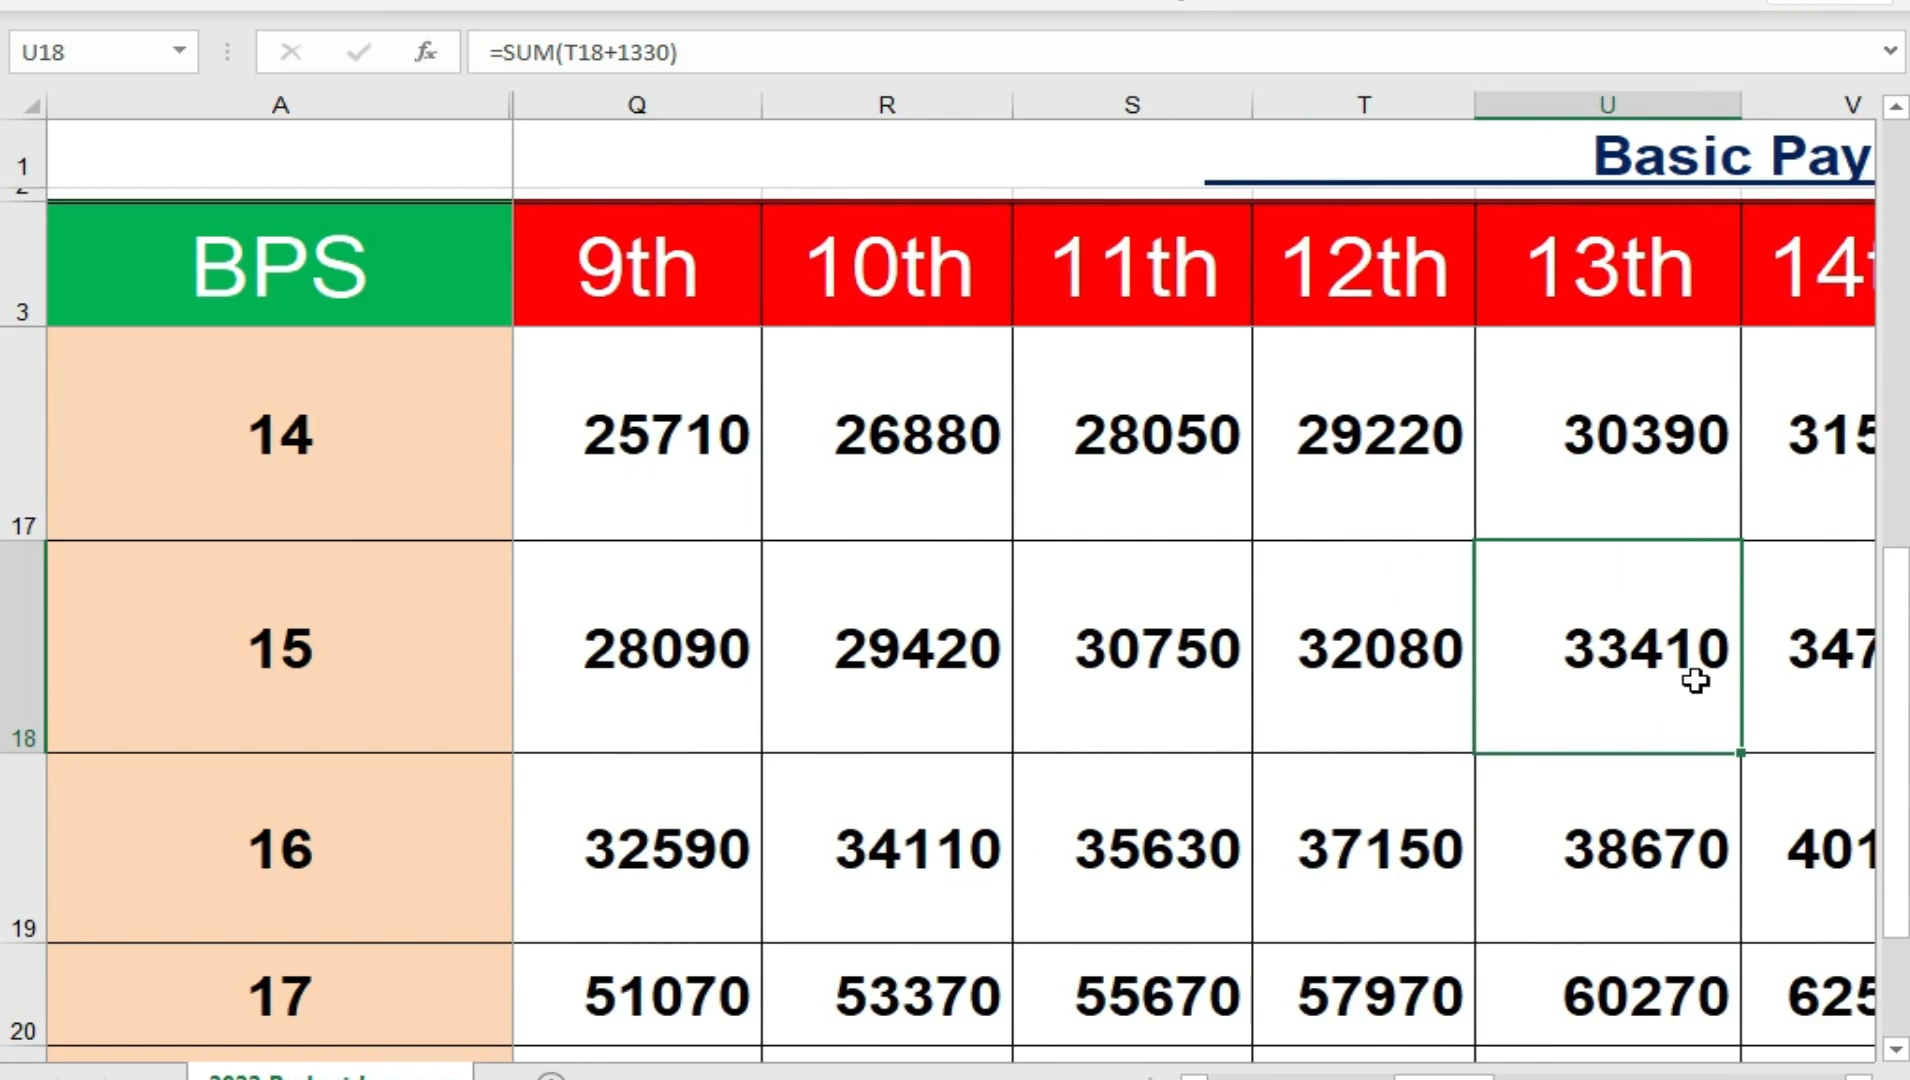 U18 =SUM(T18+1330)
A Q R S T U V
1 Basic Pay
3 BPS 9th 10th 11th 12th 13th
17 14 25710 26880 28050 29220 30390
18 15 28090 29420 30750 32080 33410
19 16 32590 34110 35630 37150 38670
20 17 51070 53370 55670 57970 60270